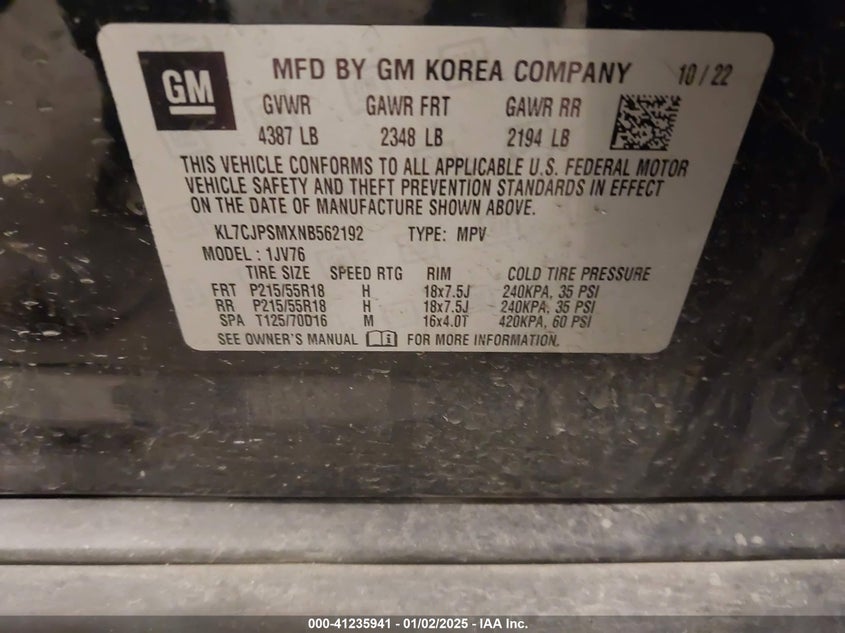 GM MFD BY GM KOREA COMPANY 10/22
GVWR GAWR FRT GAWR RR
4387 LB 2348 LB 2194 LB
THIS VEHICLE CONFORMS TO ALL APPLICABLE U.S. FEDERAL MOTOR
VEHICLE SAFETY AND THEFT PREVENTION STANDARDS IN EFFECT
ON THE DATE OF MANUFACTURE SHOWN ABOVE.
KL7CJPSMXNB562192 TYPE: MPV
MODEL : 1JV76
TIRE SIZE SPEED RTG RIM COLD TIRE PRESSURE
FRT P215/55R18 H 18x7.5J 240KPA, 35 PSI
RR P215/55R18 H 18x7.5J 240KPA, 35 PSI
SPA T125/70D16 M 16x4.0T 420KPA, 60 PSI
SEE OWNER'S MANUAL FOR MORE INFORMATION.
000-41235941 - 01/02/2025 - IAA Inc.